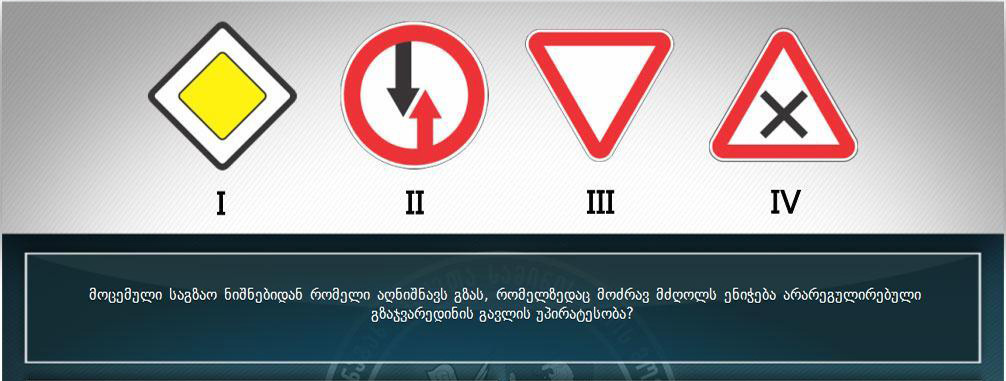 I II III IV
მოცემული საგზაო ნიშნებიდან რომელი აღნიშნავს გზას, რომელზედაც მოძრავ მძღოლს ენიჭება არარეგულირებული
გზაჯვარედინის გავლის უპირატესობა?